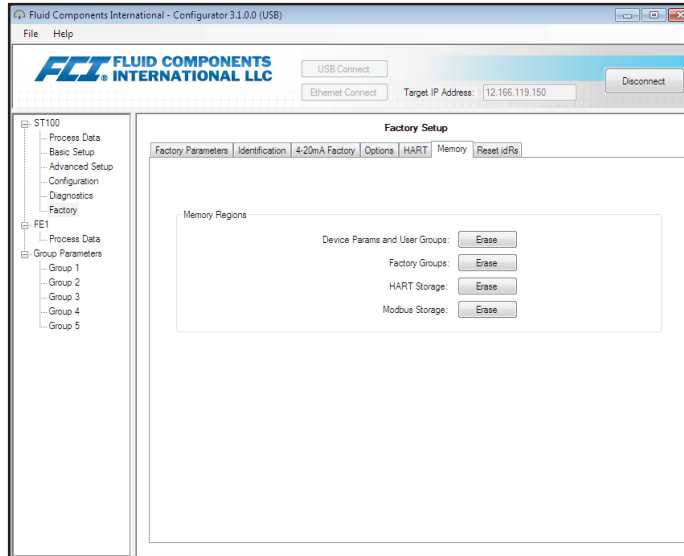 Fluid Components International - Configurator 3.1.0.0 (USB)
File Help
FCI FLUID COMPONENTS
® INTERNATIONAL LLC
USB Connect
Ethernet Connect Target IP Address: 12.166.119.150
Disconnect
ST100
Process Data
Basic Setup
Advanced Setup
Configuration
Diagnostics
Factory
FE1
Process Data
Group Parameters
Group 1
Group 2
Group 3
Group 4
Group 5
Factory Setup
Factory Parameters Identification 4-20mA Factory Options HART Memory Reset idRs
Memory Regions
Device Params and User Groups: Erase
Factory Groups: Erase
HART Storage: Erase
Modbus Storage: Erase